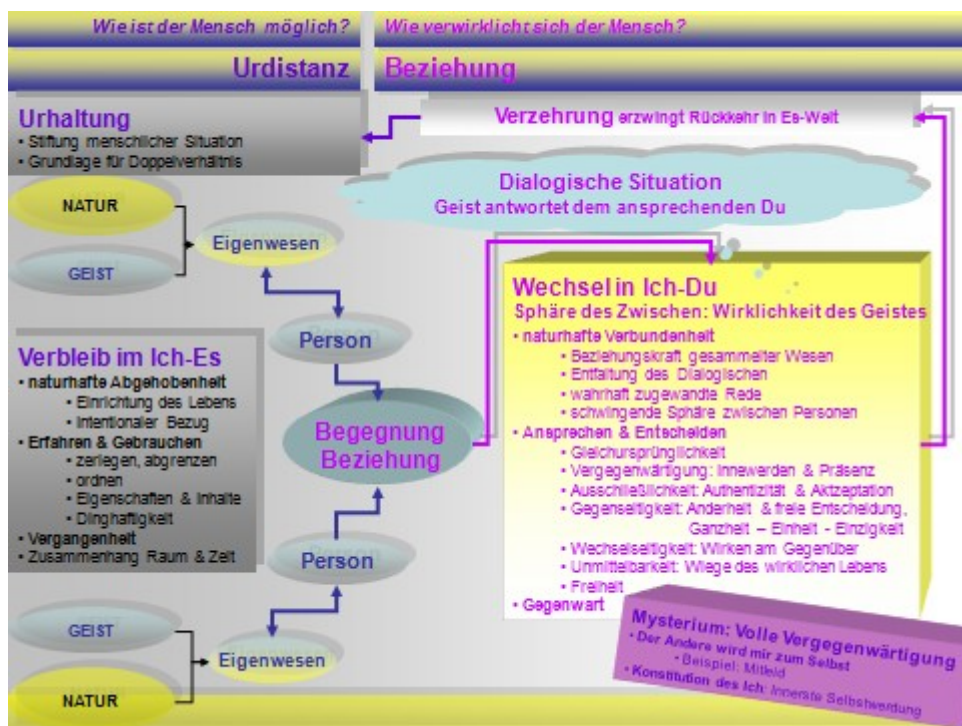 Wie ist der Mensch möglich?
Wie verwirklicht sich der Mensch?
Urdistanz
Beziehung
Urhaltung
• Stiftung menschlicher Situation
• Grundlage für Doppelverhältnis
Verzehrung erzwingt Rückkehr in Es-Welt
Dialogische Situation
Geist antwortet dem ansprechenden Du
NATUR
GEIST
Eigenwesen
Person
Verbleib im Ich-Es
• naturhafte Abgehobenheit
• Einrichtung des Lebens
• Intentionaler Bezug
• Erfahren & Gebrauchen
• zerlegen, abgrenzen
• ordnen
• Eigenschaften & Inhalte
• Dinghaftigkeit
• Vergangenheit
• Zusammenhang Raum & Zeit
Begegnung
Beziehung
Person
GEIST
NATUR
Eigenwesen
Wechsel in Ich-Du
Sphäre des Zwischen: Wirklichkeit des Geistes
• naturhafte Verbundenheit
• Beziehungskraft gesammelter Wesen
• Entfaltung des Dialogischen
• wahrhaft zugewandte Rede
• schwingende Sphäre zwischen Personen
• Ansprechen & Entscheiden
• Gleichursprünglichkeit
• Vergegenwärtigung: Innewerden & Präsenz
• Ausschließlichkeit: Authentizität & Aktzeptation
• Gegenseitigkeit: Anderheit & freie Entscheidung,
Ganzheit – Einheit - Einzigkeit
• Wechselseitigkeit: Wirken am Gegenüber
• Unmittelbarkeit: Wiege des wirklichen Lebens
• Freiheit
• Gegenwart
Mysterium: Volle Vergegenwärtigung
• Der Andere wird mir zum Selbst
• Beispiel: Mitleid
• Konstitution des Ich: Innerste Selbstwerdung